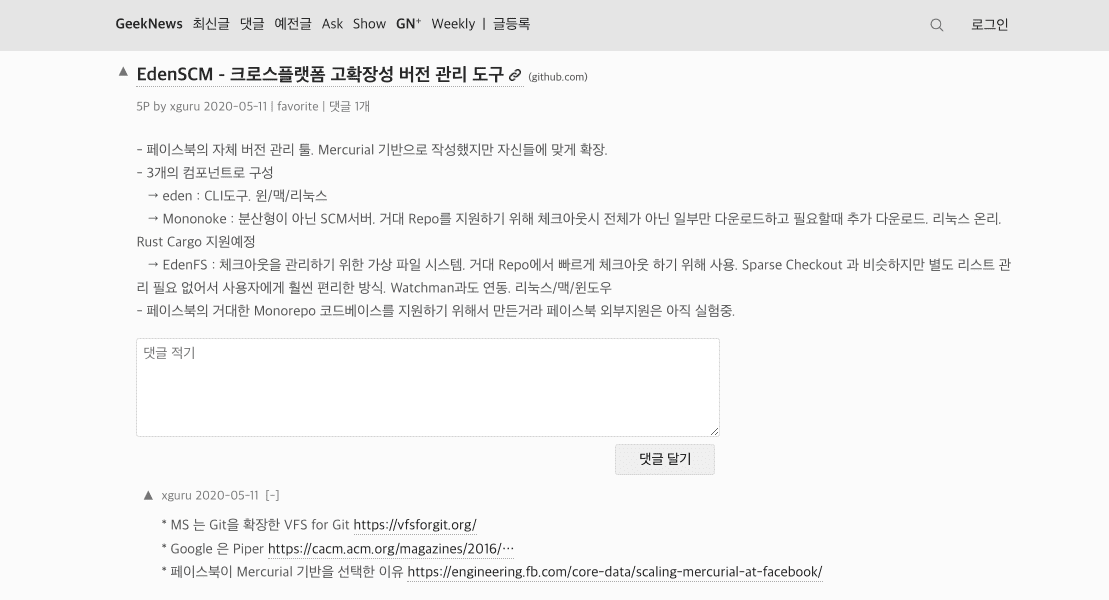 GeekNews 최신글 댓글 예전글 Ask Show GN⁺ Weekly | 글등록 로그인
▲ EdenSCM - 크로스플랫폼 고확장성 버전 관리 도구 (github.com)
5P by xguru 2020-05-11 | favorite | 댓글 1개
- 페이스북의 자체 버전 관리 툴. Mercurial 기반으로 작성했지만 자신들에 맞게 확장.
- 3개의 컴포넌트로 구성
→ eden : CLI도구. 윈/맥/리눅스
→ Mononoke : 분산형이 아닌 SCM서버. 거대 Repo를 지원하기 위해 체크아웃시 전체가 아닌 일부만 다운로드하고 필요할때 추가 다운로드. 리눅스 온리.
Rust Cargo 지원예정
→ EdenFS : 체크아웃을 관리하기 위한 가상 파일 시스템. 거대 Repo에서 빠르게 체크아웃 하기 위해 사용. Sparse Checkout 과 비슷하지만 별도 리스트 관
리 필요 없어서 사용자에게 훨씬 편리한 방식. Watchman과도 연동. 리눅스/맥/윈도우
- 페이스북의 거대한 Monorepo 코드베이스를 지원하기 위해서 만든거라 페이스북 외부지원은 아직 실험중.
댓글 적기
댓글 달기
▲ xguru 2020-05-11 [-]
* MS 는 Git을 확장한 VFS for Git https://vfsforgit.org/
* Google 은 Piper https://cacm.acm.org/magazines/2016/…
* 페이스북이 Mercurial 기반을 선택한 이유 https://engineering.fb.com/core-data/scaling-mercurial-at-facebook/